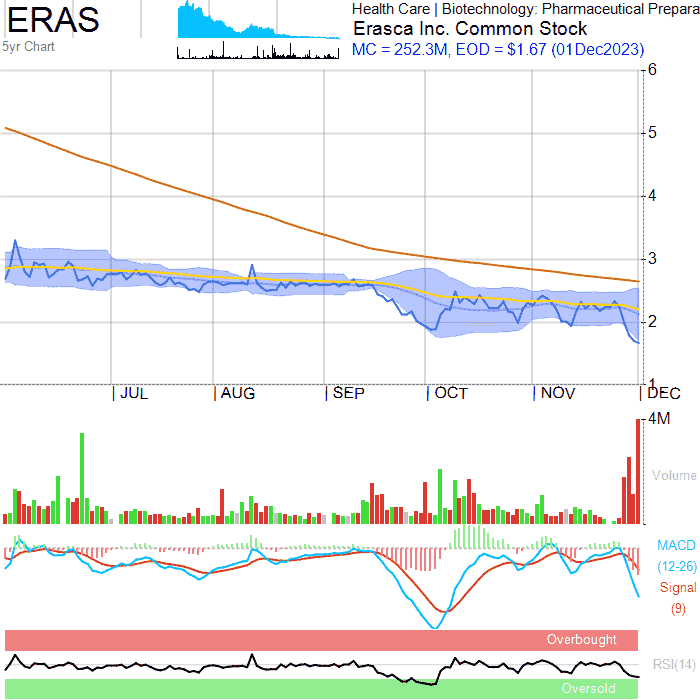 ERAS
5yr Chart
Health Care | Biotechnology: Pharmaceutical Prepara
Erasca Inc. Common Stock
MC = 252.3M, EOD = $1.67 (01Dec2023)
6
5
4
3
2
1
JUL AUG SEP OCT NOV DEC
4M
Volume
MACD
(12-26)
Signal
(9)
Overbought
RSI(14)
Oversold